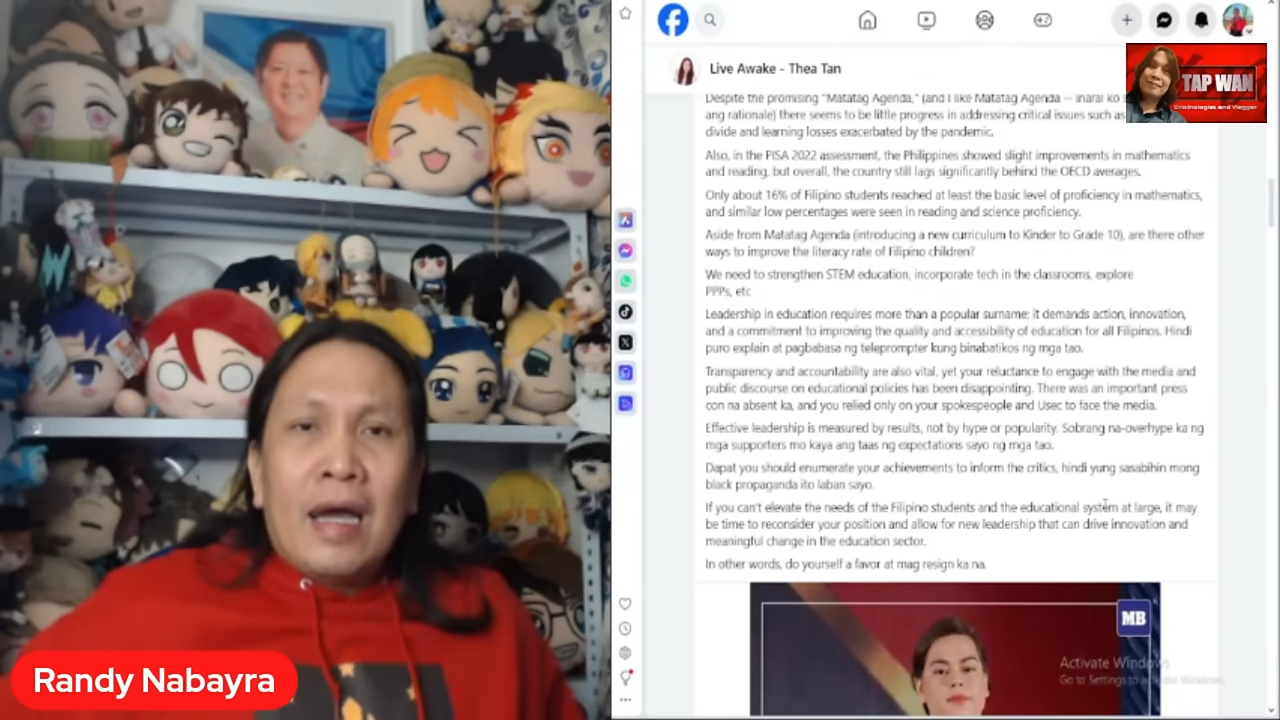 Live Awake - Thea Tan
TAP WAN
Criminologist and Vlogger
Despite the promising "Matatag Agenda," (and I like Matatag Agenda -- inaral ko
ang rationale) there seems to be little progress in addressing critical issues such as
divide and learning losses exacerbated by the pandemic.
Also, in the PISA 2022 assessment, the Philippines showed slight improvements in mathematics
and reading, but overall, the country still lags significantly behind the OECD averages.
Only about 16% of Filipino students reached at least the basic level of proficiency in mathematics,
and similar low percentages were seen in reading and science proficiency.
Aside from Matatag Agenda (introducing a new curriculum to Kinder to Grade 10), are there other
ways to improve the literacy rate of Filipino children?
We need to strengthen STEM education, incorporate tech in the classrooms, explore
PPPs, etc
Leadership in education requires more than a popular surname; it demands action, innovation,
and a commitment to improving the quality and accessibility of education for all Filipinos. Hindi
puro explain at pagbabasa ng teleprompter kung binabatikos ng mga tao.
Transparency and accountability are also vital, yet your reluctance to engage with the media and
public discourse on educational policies has been disappointing. There was an important press
con na absent ka, and you relied only on your spokespeople and Usec to face the media.
Effective leadership is measured by results, not by hype or popularity. Sobrang na-overhype ka ng
mga supporters mo kaya ang taas ng expectations sayo ng mga tao.
Dapat you should enumerate your achievements to inform the critics, hindi yung sasabihin mong
black propaganda ito laban sayo.
If you can't elevate the needs of the Filipino students and the educational system at large, it may
be time to reconsider your position and allow for new leadership that can drive innovation and
meaningful change in the education sector.
In other words, do yourself a favor at mag resign ka na.
MB
Activate Windows
Go to Settings to activate Windows.
Randy Nabayra